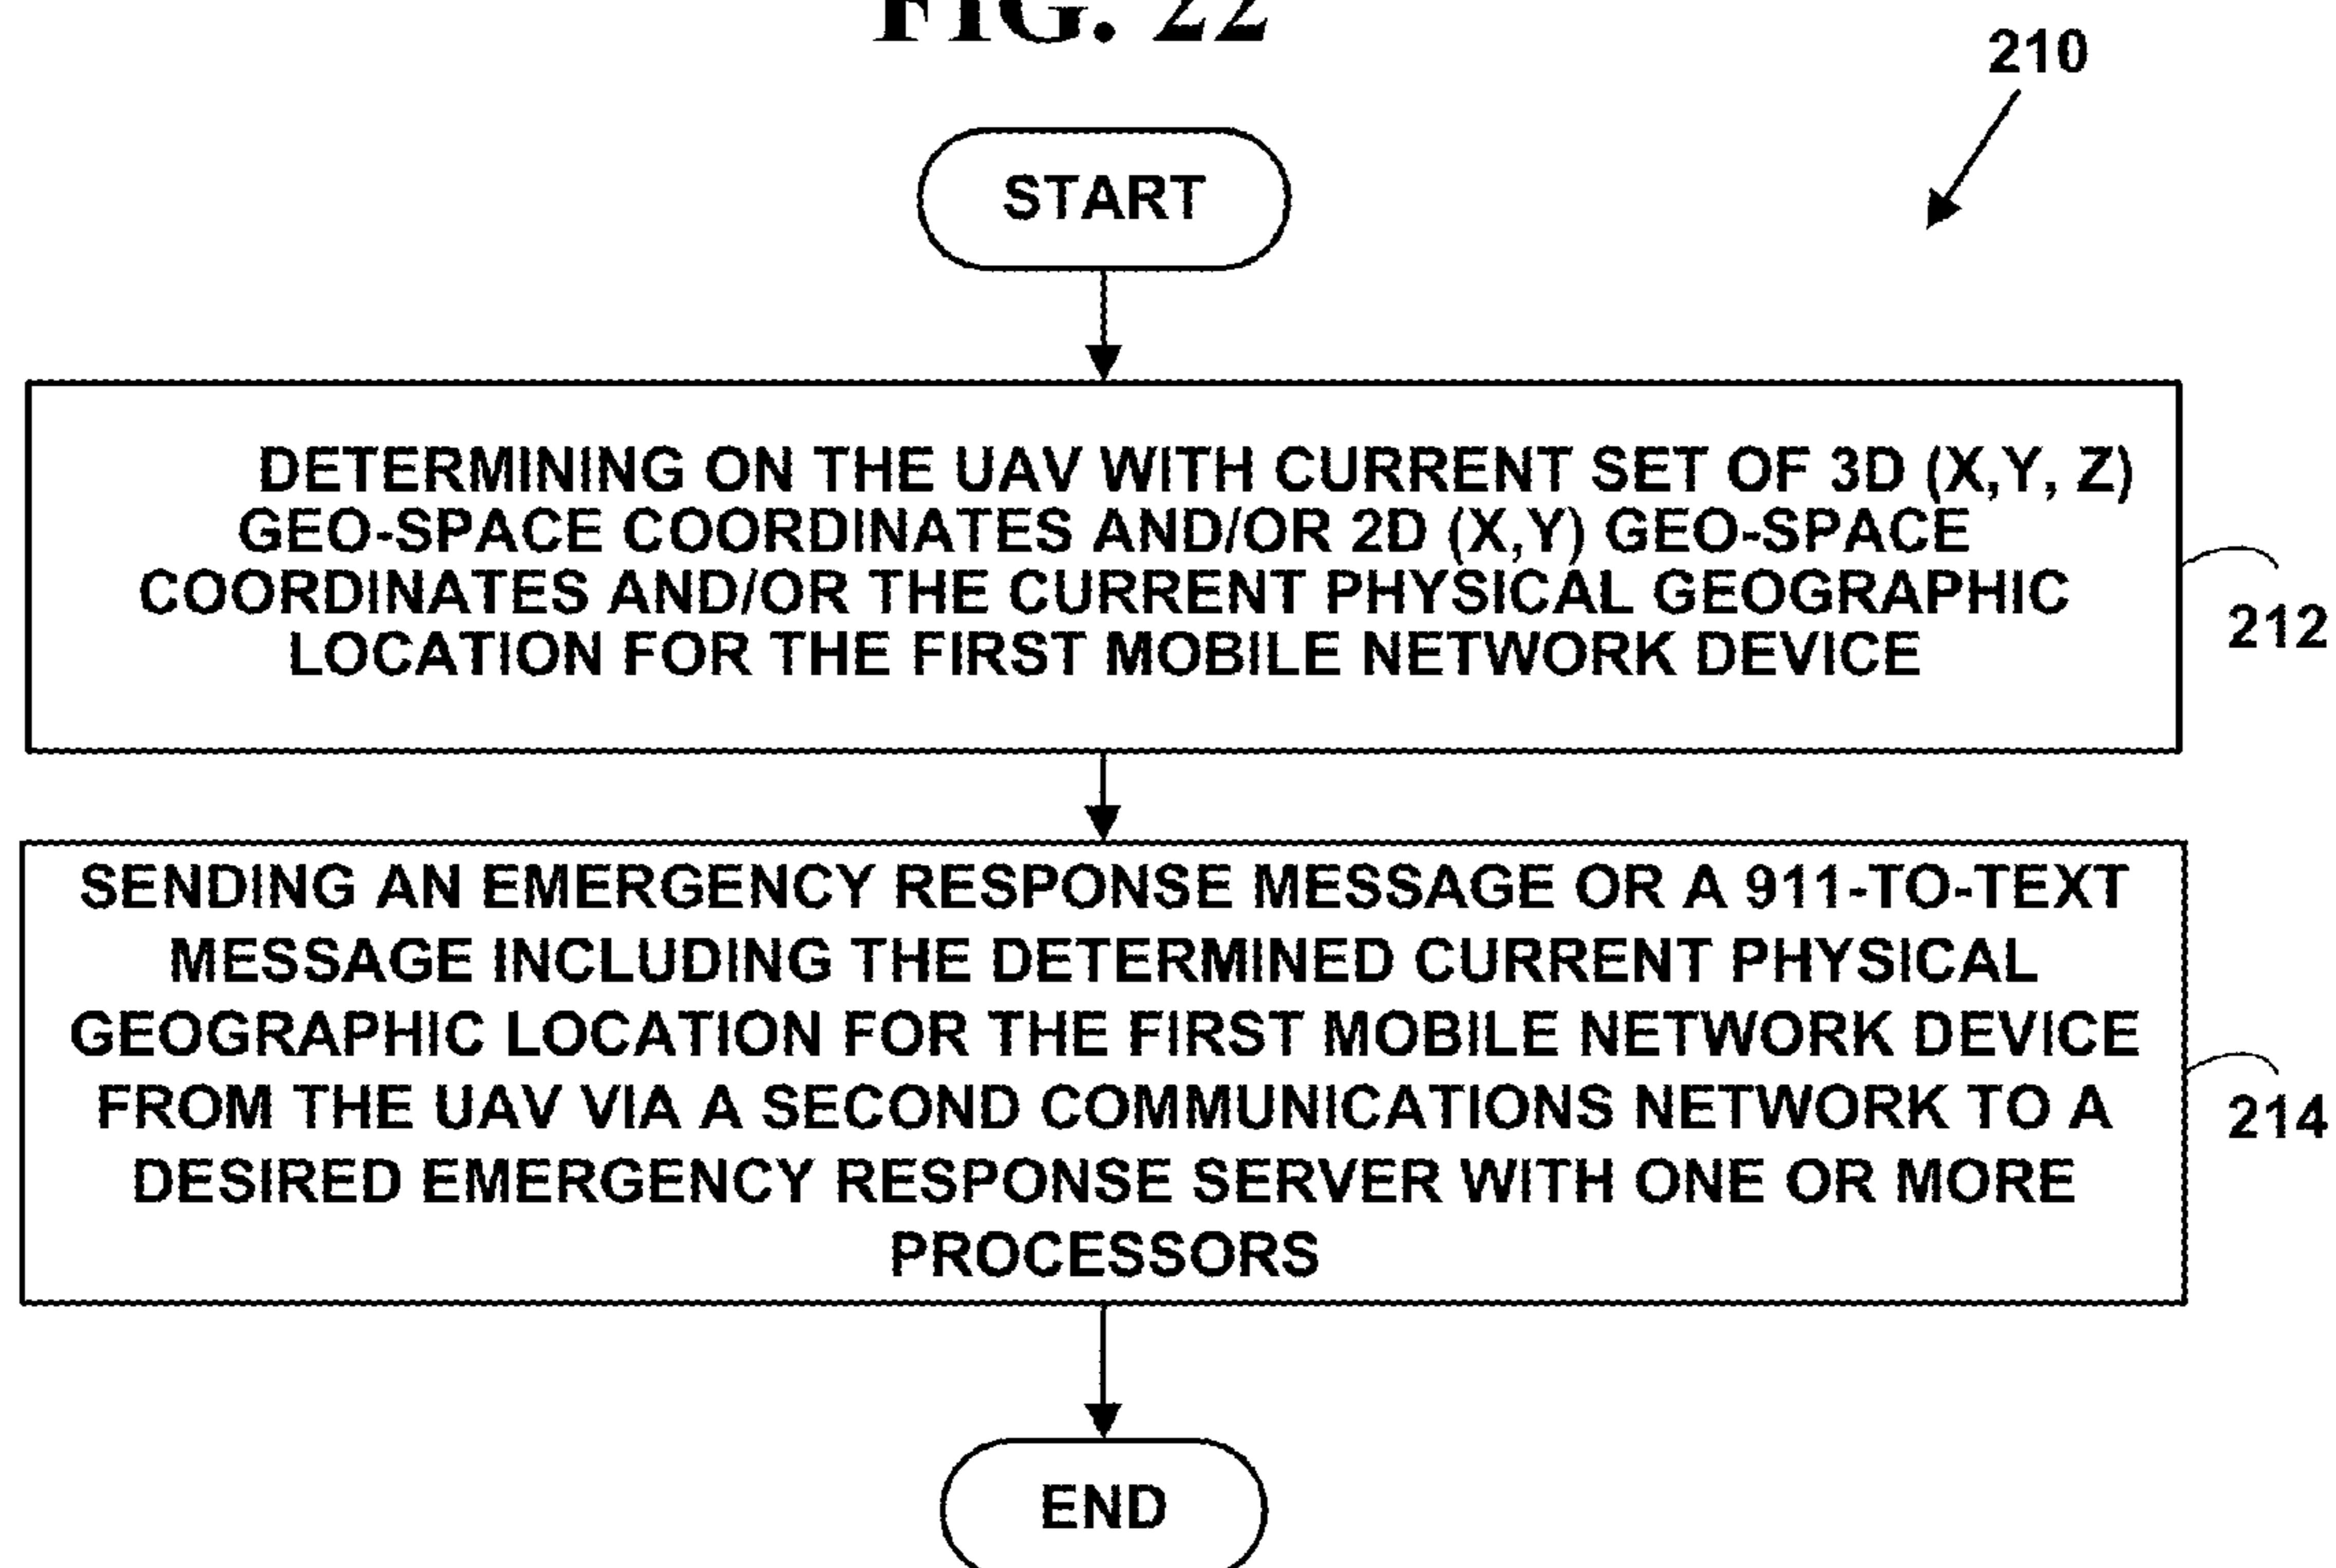 FIG. 22
210
START
DETERMINING ON THE UAV WITH CURRENT SET OF 3D (X,Y, Z)
GEO-SPACE COORDINATES AND/OR 2D (X,Y) GEO-SPACE
COORDINATES AND/OR THE CURRENT PHYSICAL GEOGRAPHIC
LOCATION FOR THE FIRST MOBILE NETWORK DEVICE
212
SENDING AN EMERGENCY RESPONSE MESSAGE OR A 911-TO-TEXT
MESSAGE INCLUDING THE DETERMINED CURRENT PHYSICAL
GEOGRAPHIC LOCATION FOR THE FIRST MOBILE NETWORK DEVICE
FROM THE UAV VIA A SECOND COMMUNICATIONS NETWORK TO A
DESIRED EMERGENCY RESPONSE SERVER WITH ONE OR MORE
PROCESSORS
214
END